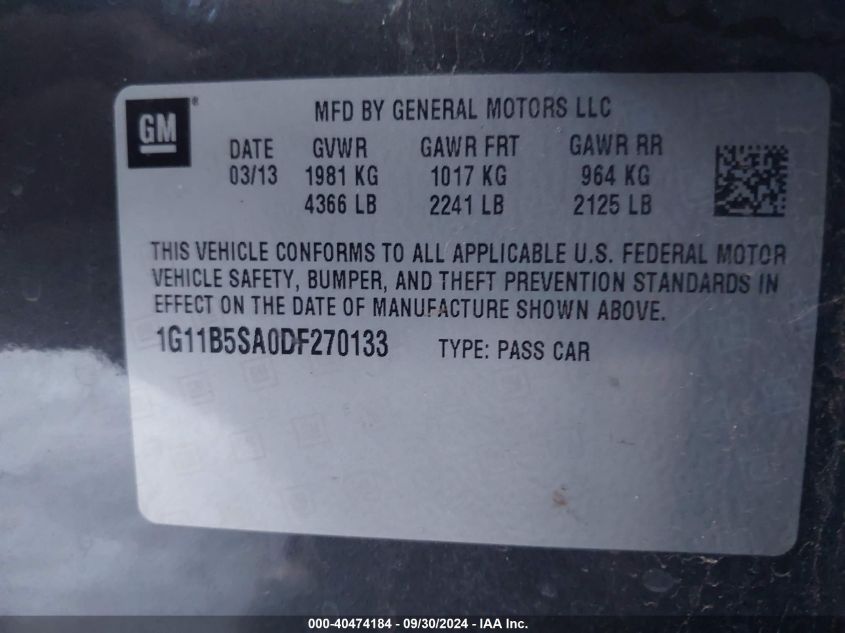 GM®
MFD BY GENERAL MOTORS LLC
DATE GVWR GAWR FRT GAWR RR
03/13 1981 KG 1017 KG 964 KG
4366 LB 2241 LB 2125 LB
THIS VEHICLE CONFORMS TO ALL APPLICABLE U.S. FEDERAL MOTOR
VEHICLE SAFETY, BUMPER, AND THEFT PREVENTION STANDARDS IN
EFFECT ON THE DATE OF MANUFACTURE SHOWN ABOVE.
1G11B5SA0DF270133 TYPE: PASS CAR
000-40474184 - 09/30/2024 - IAA Inc.